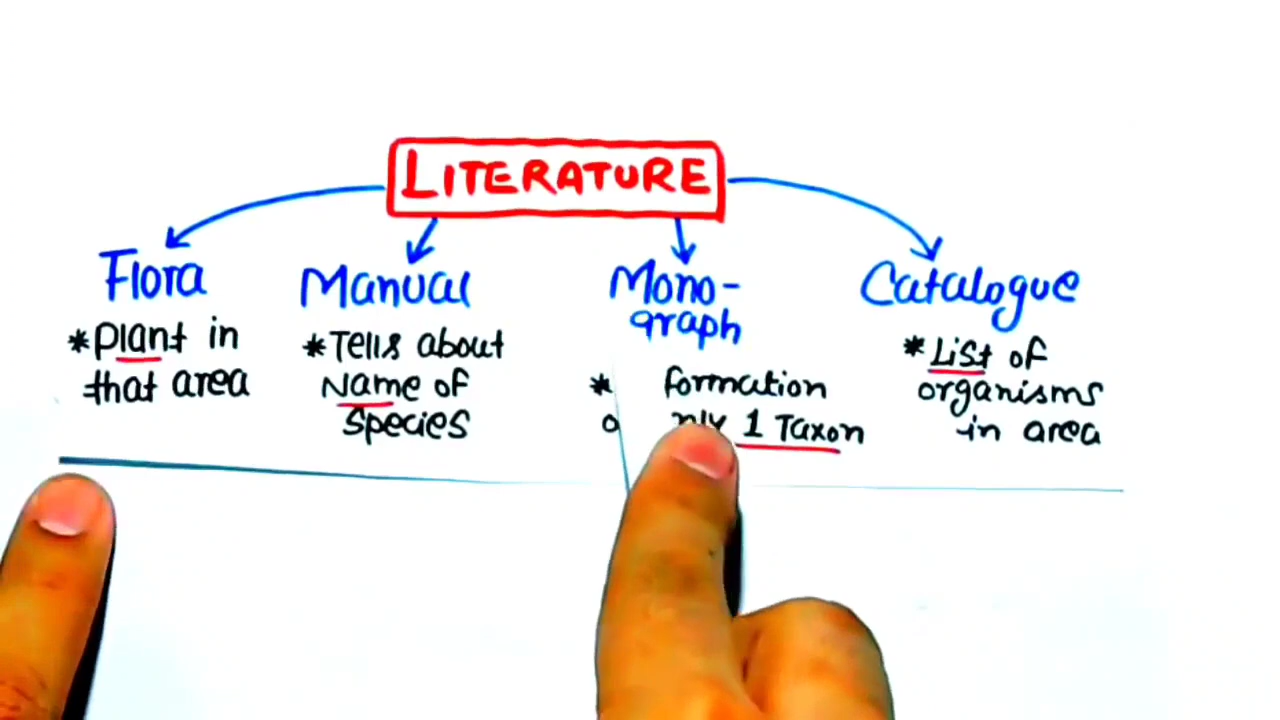 LITERATURE
Flora
*Plant in
that area
Manual
*Tells about
Name of
Species
Mono-
graph
* formation
1 Taxon
Catalogue
*List of
organisms
in area